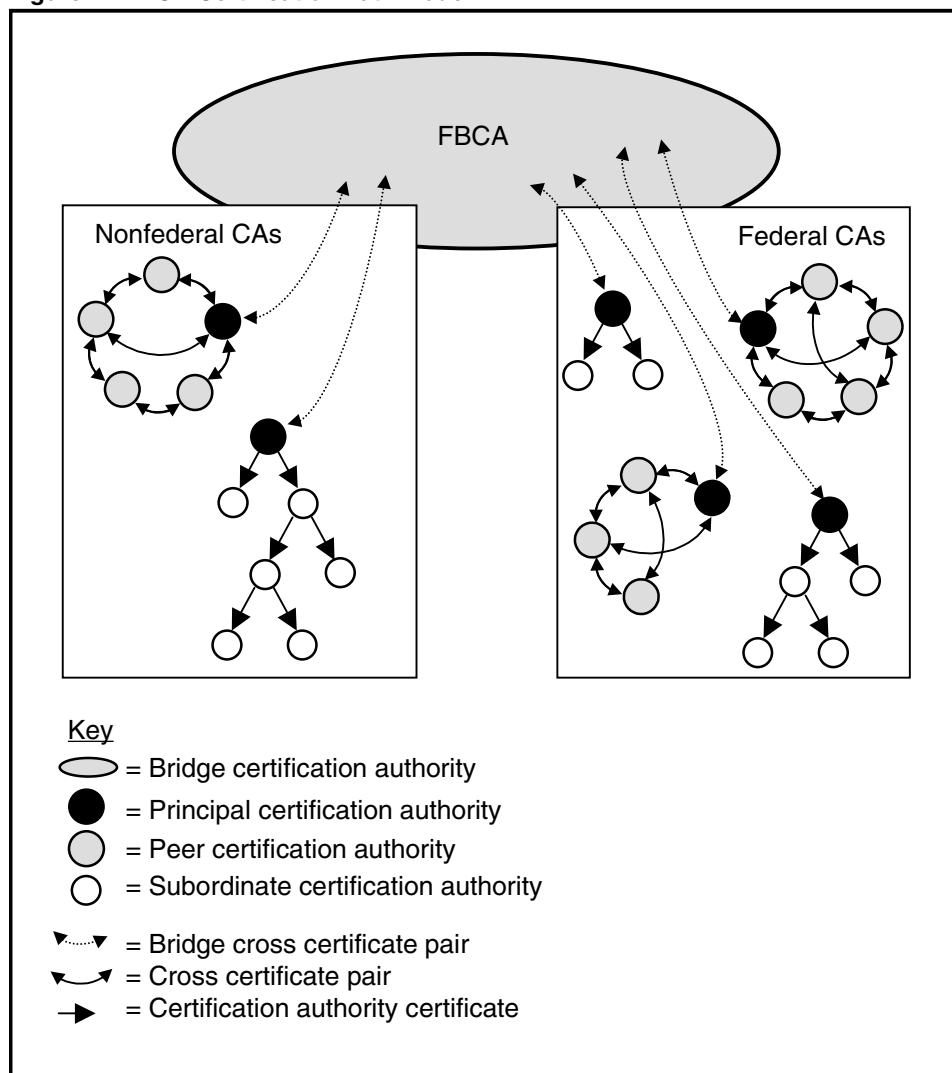 FBCA
Nonfederal CAs
Federal CAs
Key
= Bridge certification authority
= Principal certification authority
= Peer certification authority
= Subordinate certification authority
= Bridge cross certificate pair
= Cross certificate pair
= Certification authority certificate